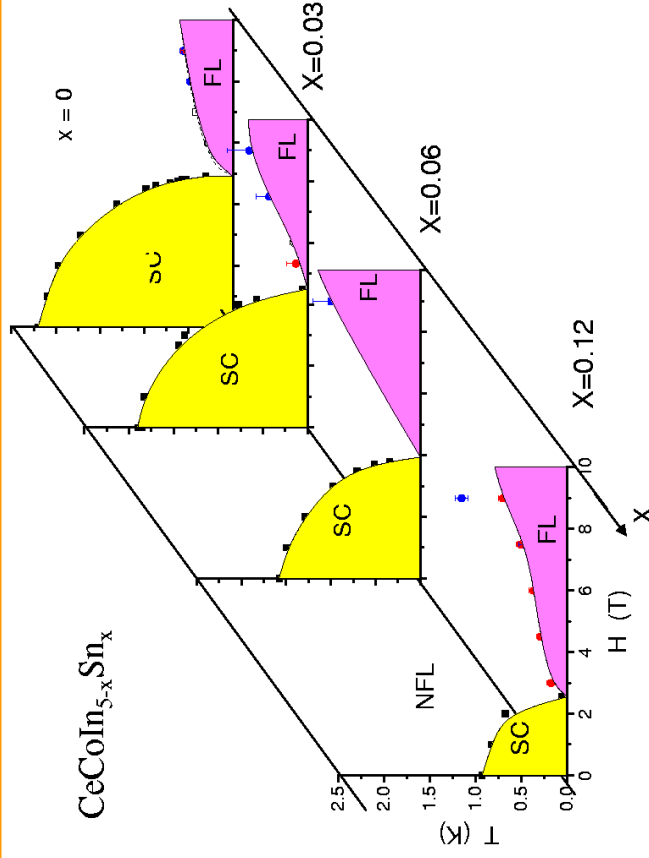 CeCoIn5-xSnx
x = 0
X=0.03
X=0.06
X=0.12
SC
FL
SC
FL
SC
FL
NFL
SC
FL
2.5
2.0
1.5
1.0
0.5
0.0
T (K)
0 2 4 6 8 10
H (T)
X